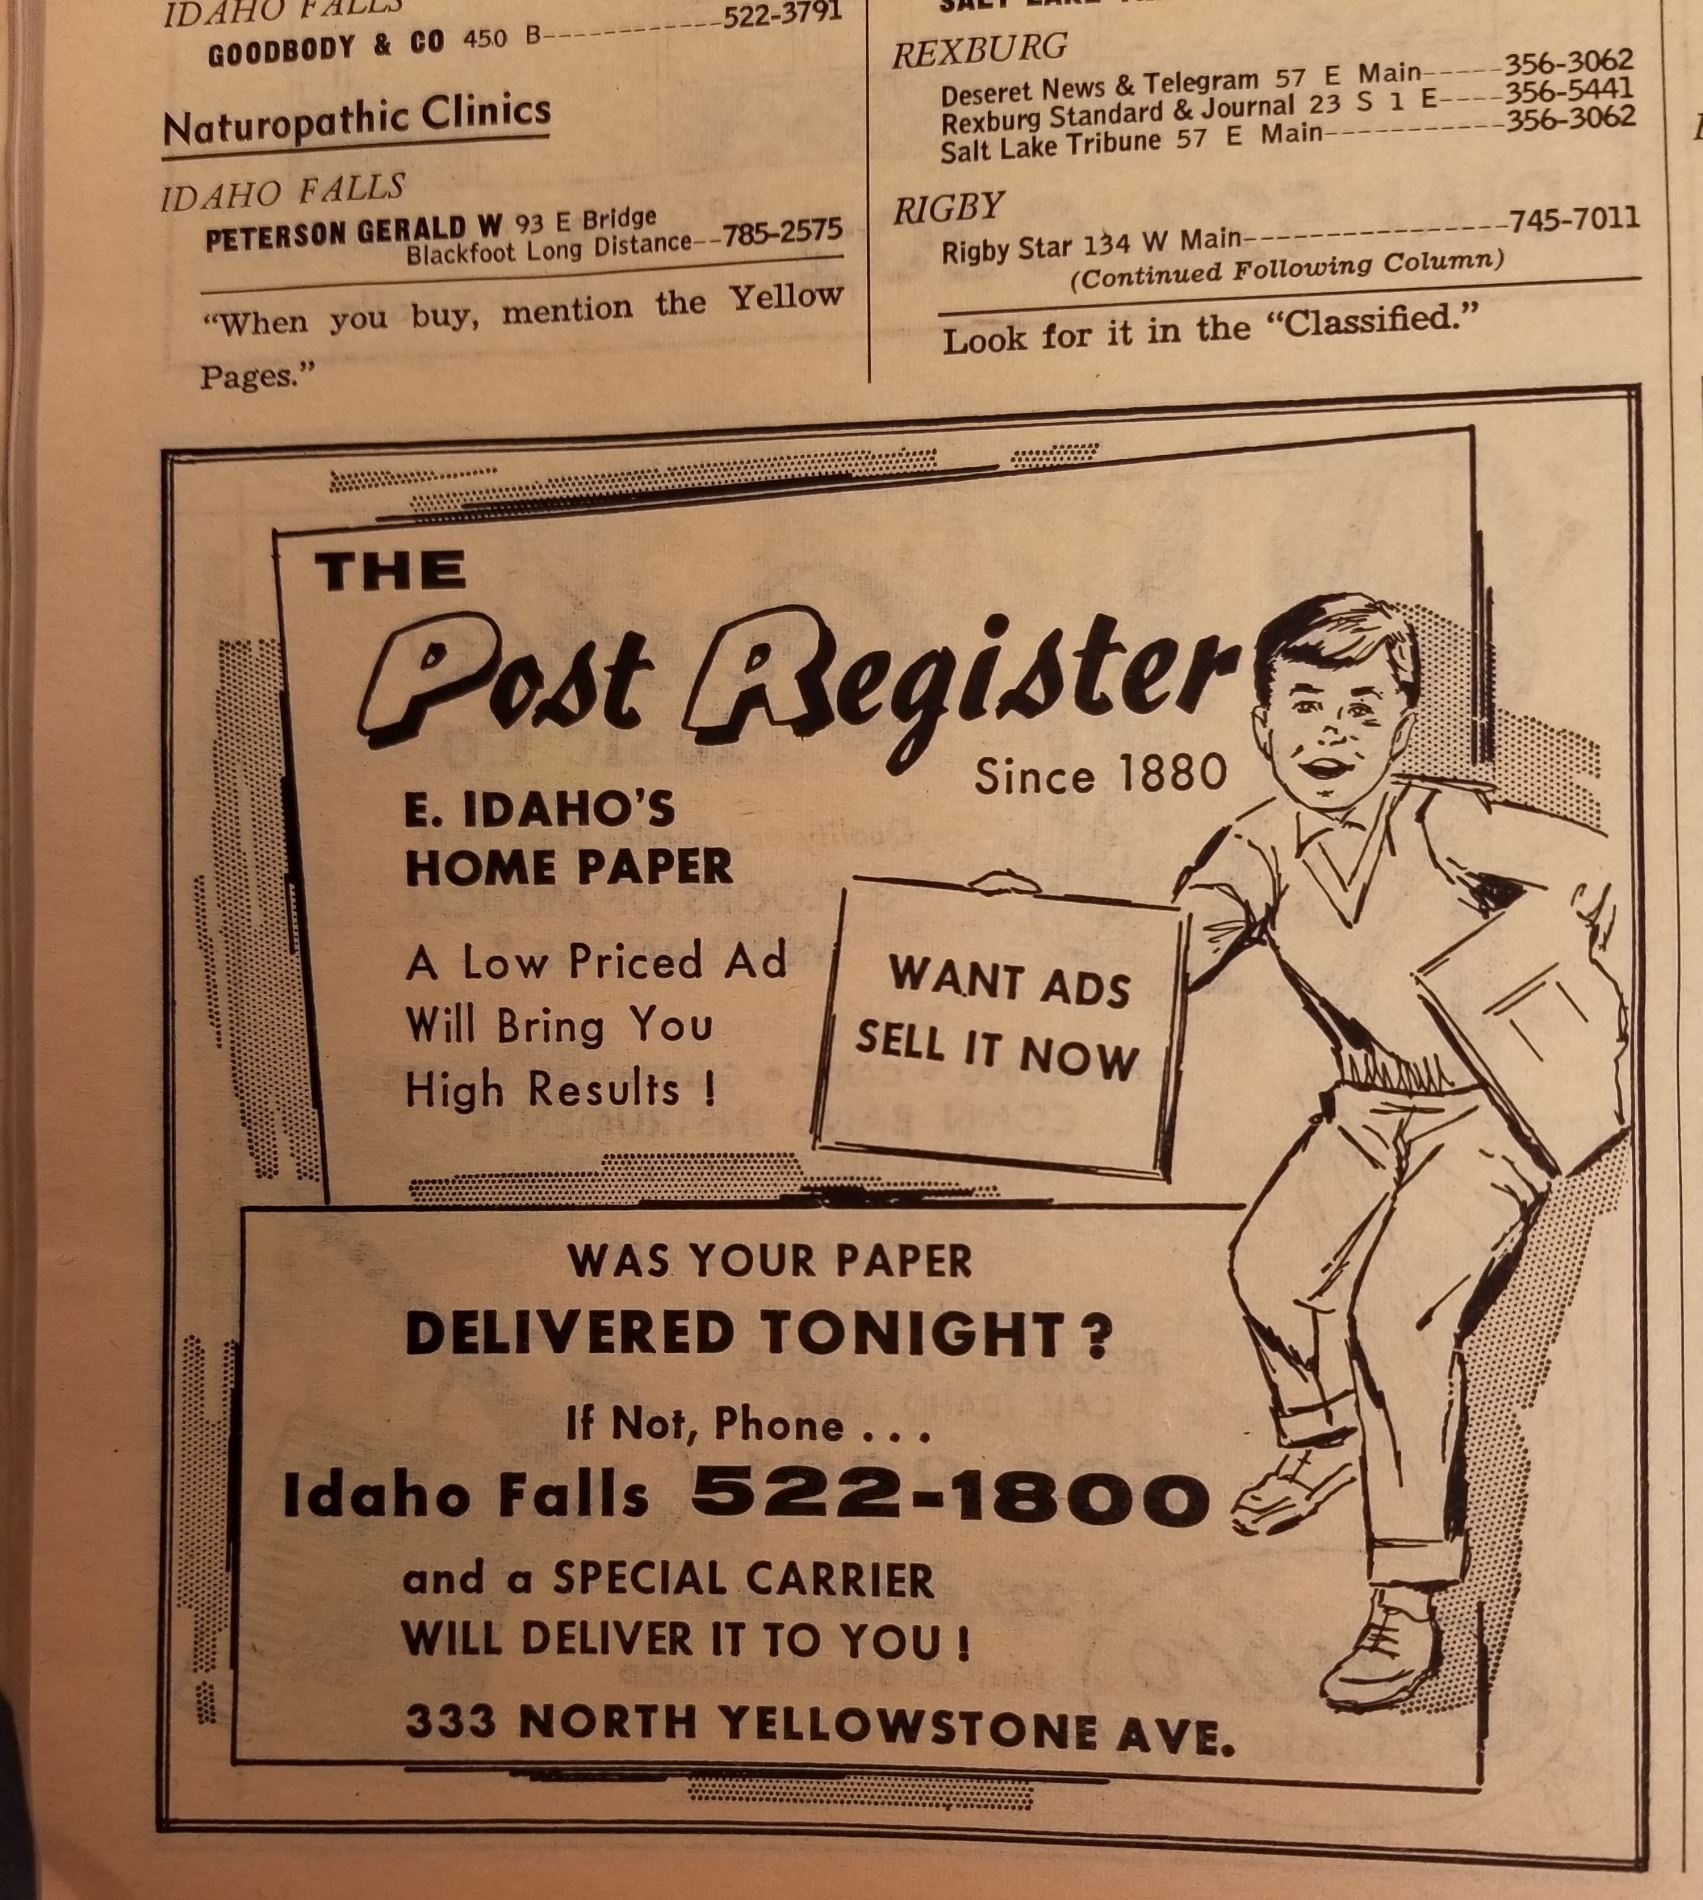 IDAHO FALLS
GOODBODY & CO 450 B-----------522-3791
Naturopathic Clinics
IDAHO FALLS
PETERSON GERALD W 93 E Bridge
Blackfoot Long Distance--785-2575
"When you buy, mention the Yellow
Pages."
SALT LAKE
REXBURG
Deseret News & Telegram 57 E Main-----356-3062
Rexburg Standard & Journal 23 S 1 E----356-5441
Salt Lake Tribune 57 E Main-----------356-3062
RIGBY
Rigby Star 134 W Main----------------745-7011
(Continued Following Column)
Look for it in the "Classified."
THE
Post Register
Since 1880
E. IDAHO'S
HOME PAPER
A Low Priced Ad
Will Bring You
High Results !
WANT ADS
SELL IT NOW
WAS YOUR PAPER
DELIVERED TONIGHT ?
If Not, Phone . . .
Idaho Falls 522-1800
and a SPECIAL CARRIER
WILL DELIVER IT TO YOU !
333 NORTH YELLOWSTONE AVE.